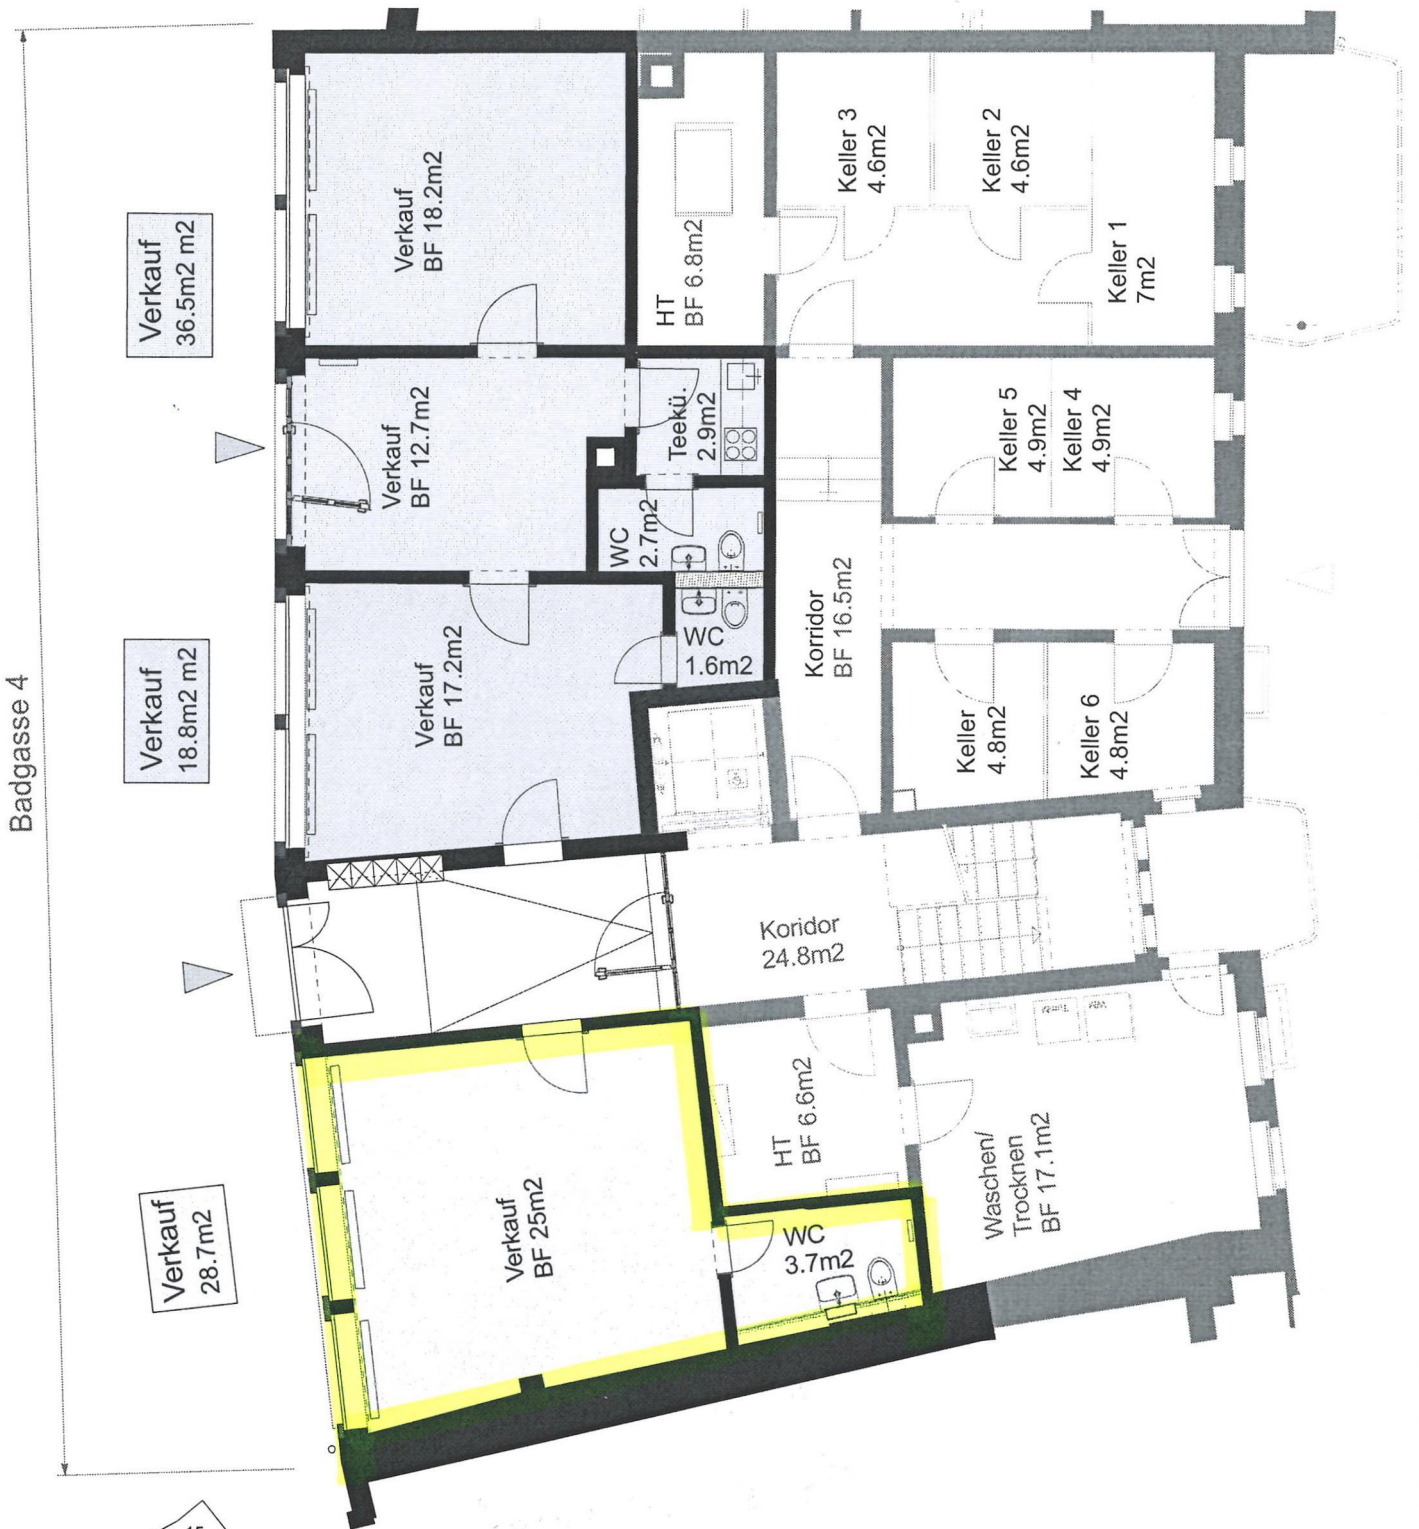 Badgasse 4
Verkauf
36.5m2 m2
Verkauf
18.8m2 m2
Verkauf
28.7m2
Verkauf
BF 18.2m2
HT
BF 6.8m2
Keller 3
4.6m2
Keller 2
4.6m2
Keller 1
7m2
Verkauf
BF 12.7m2
Teekü.
2.9m2
WC
2.7m2
Keller 5
4.9m2
Keller 4
4.9m2
Verkauf
BF 17.2m2
WC
1.6m2
Korridor
BF 16.5m2
Keller
4.8m2
Keller 6
4.8m2
Koridor
24.8m2
Verkauf
BF 25m2
HT
BF 6.6m2
WC
3.7m2
Waschen/
Trocknen
BF 17.1m2